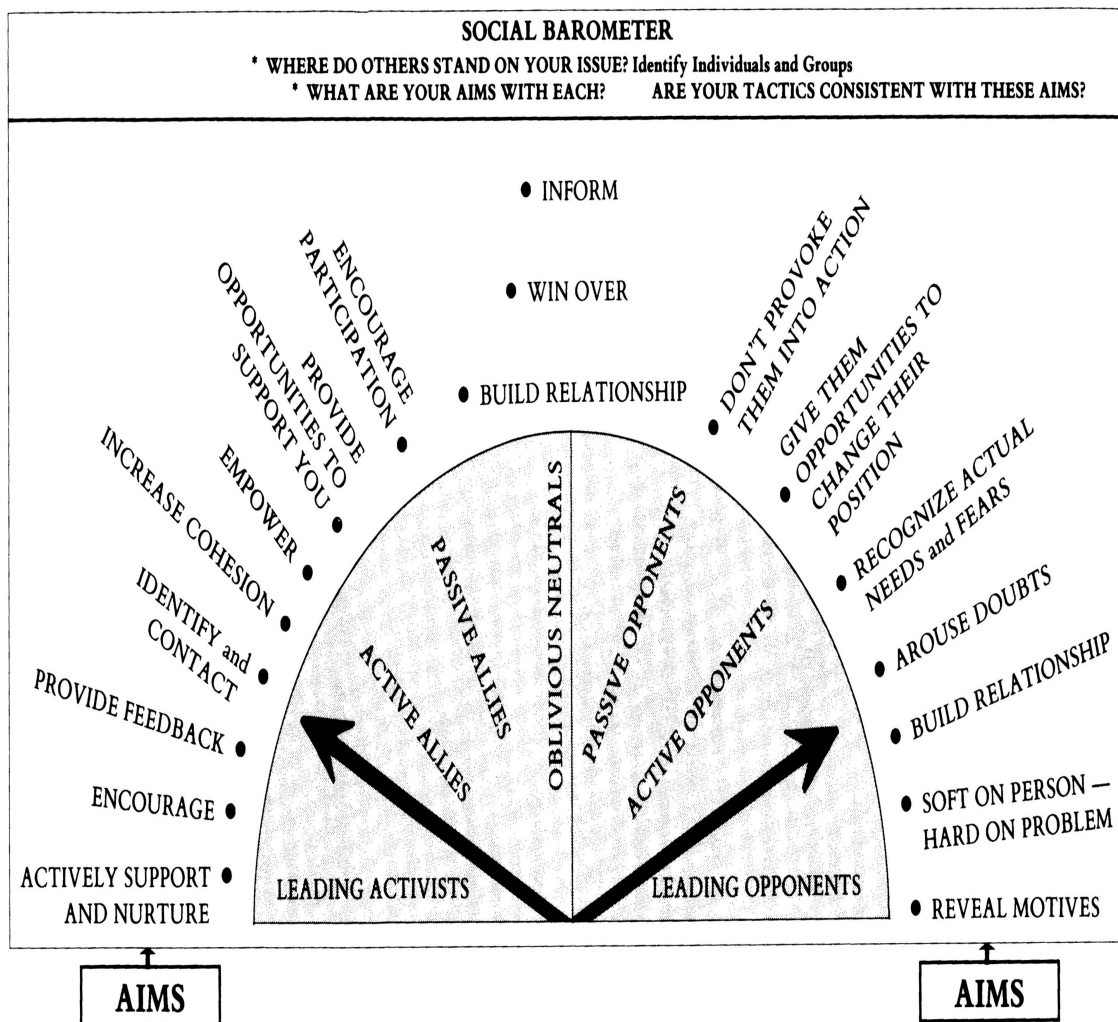 SOCIAL BAROMETER
* WHERE DO OTHERS STAND ON YOUR ISSUE? Identify Individuals and Groups
* WHAT ARE YOUR AIMS WITH EACH? ARE YOUR TACTICS CONSISTENT WITH THESE AIMS?
• INFORM
• WIN OVER
• BUILD RELATIONSHIP
ENCOURAGE
PARTICIPATION •
PROVIDE
OPPORTUNITIES TO
SUPPORT YOU •
EMPOWER •
INCREASE COHESION •
IDENTIFY and
CONTACT •
PROVIDE FEEDBACK •
ENCOURAGE •
ACTIVELY SUPPORT •
AND NURTURE
• DON'T PROVOKE
THEM INTO ACTION
GIVE THEM
• OPPORTUNITIES TO
CHANGE THEIR
POSITION
• RECOGNIZE ACTUAL
NEEDS and FEARS
• AROUSE DOUBTS
• BUILD RELATIONSHIP
• SOFT ON PERSON —
HARD ON PROBLEM
• REVEAL MOTIVES
LEADING ACTIVISTS
ACTIVE ALLIES
PASSIVE ALLIES
OBLIVIOUS NEUTRALS
PASSIVE OPPONENTS
ACTIVE OPPONENTS
LEADING OPPONENTS
AIMS
AIMS